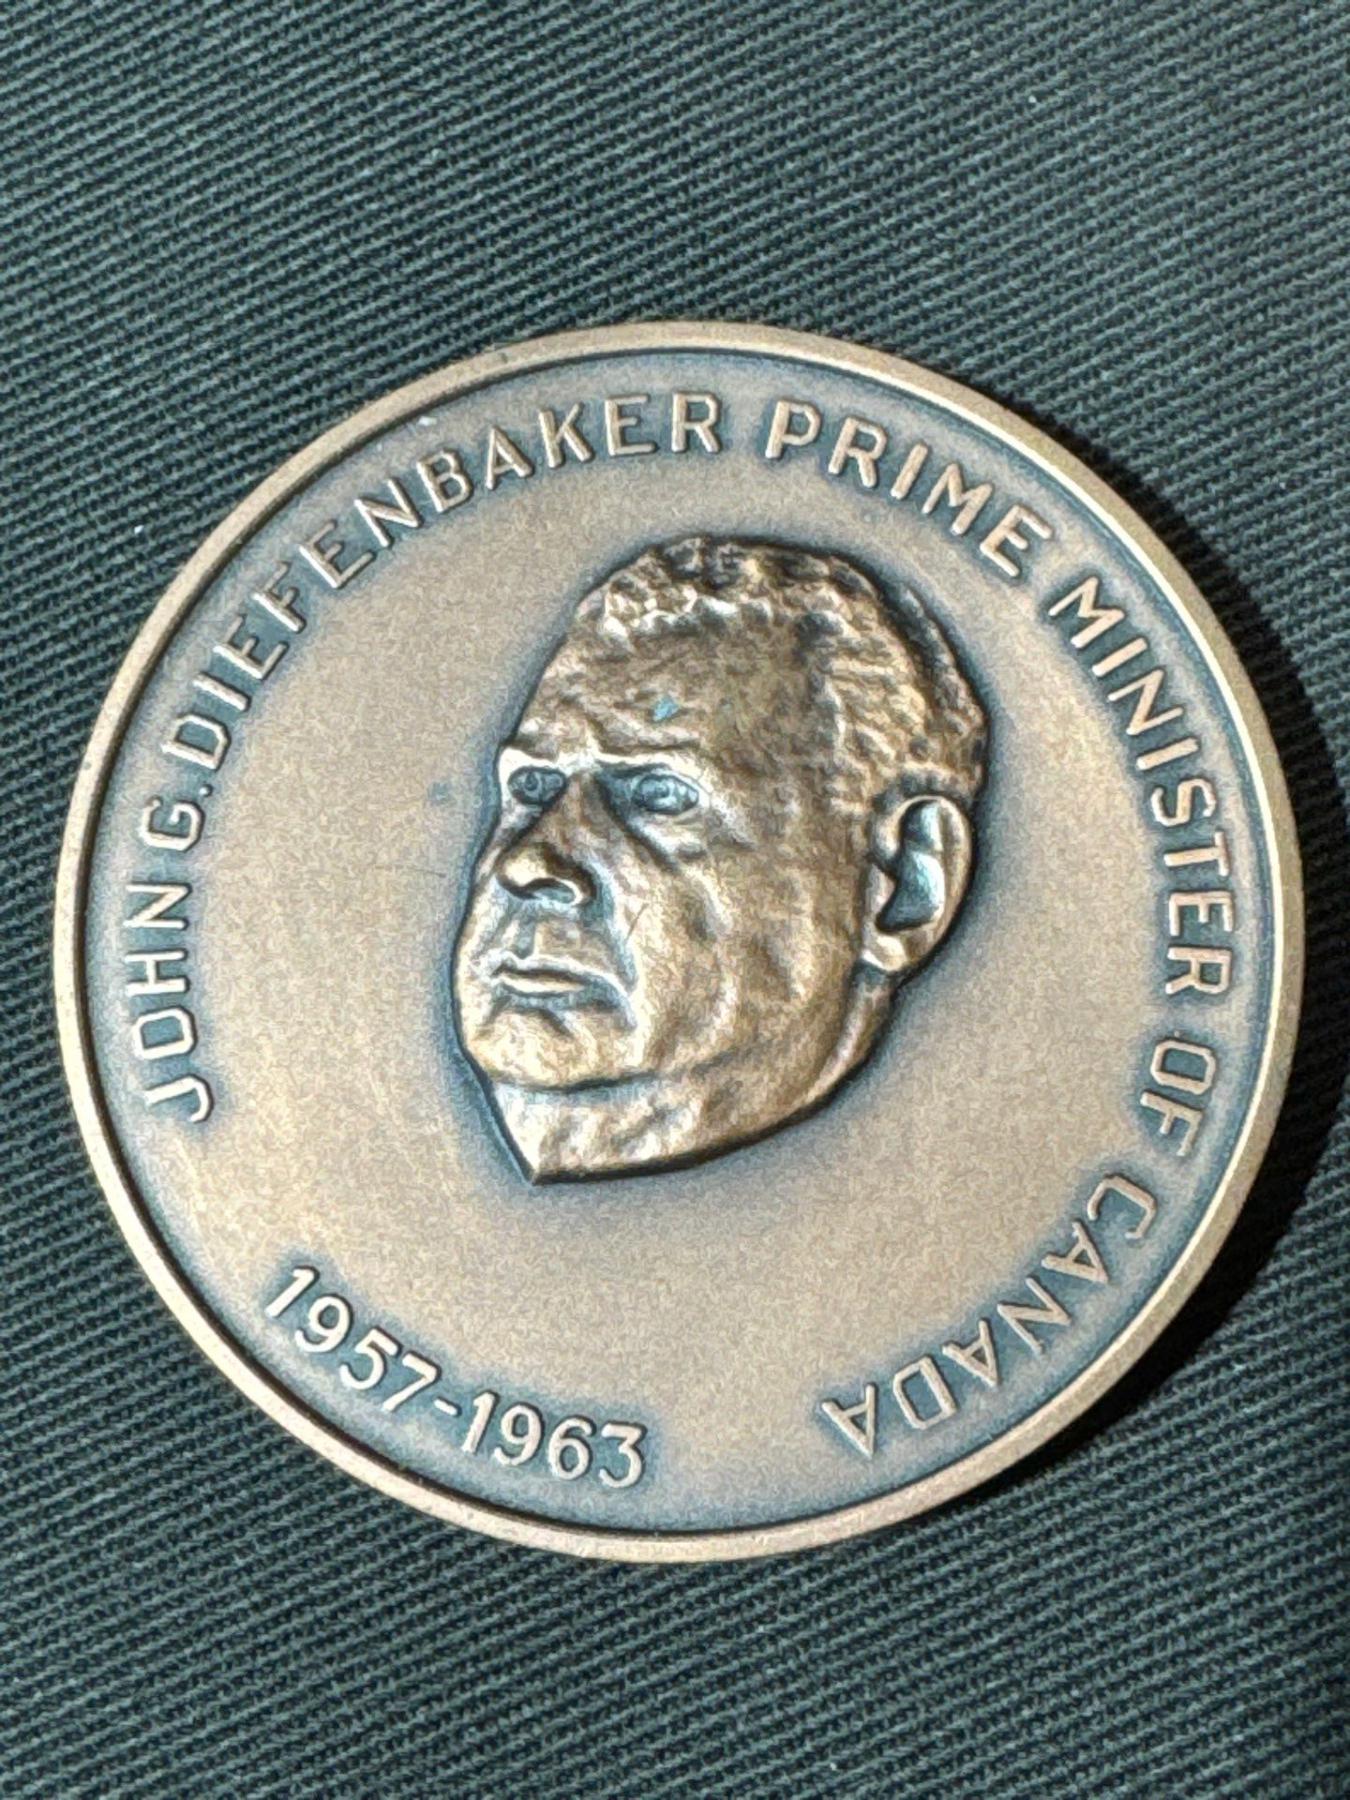 JOHN G. DIEFENBAKER PRIME MINISTER OF CANADA
1957-1963